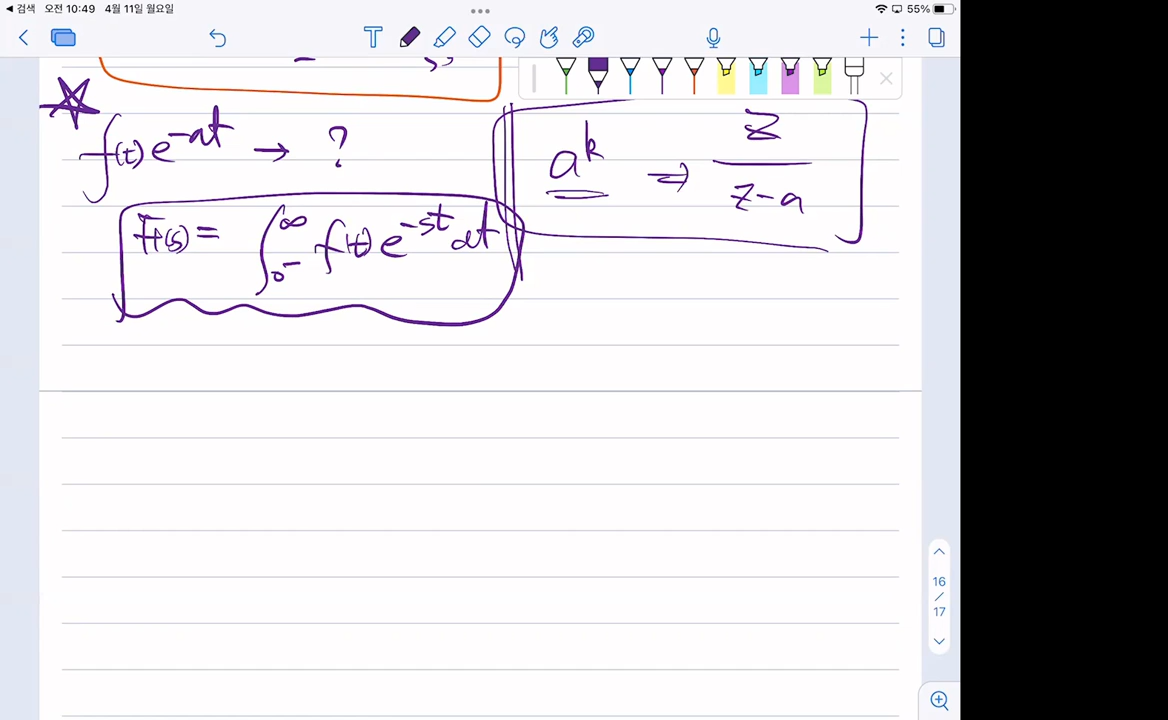 ◀ 검색 오전 10:49 4월 11일 월요일 55%
T
f(t) e^{-at} → ?
F(s) = ∫_{0^-}^{∞} f(t) e^{-st} dt
a^k ⇒ z / (z-a)
16
/
17